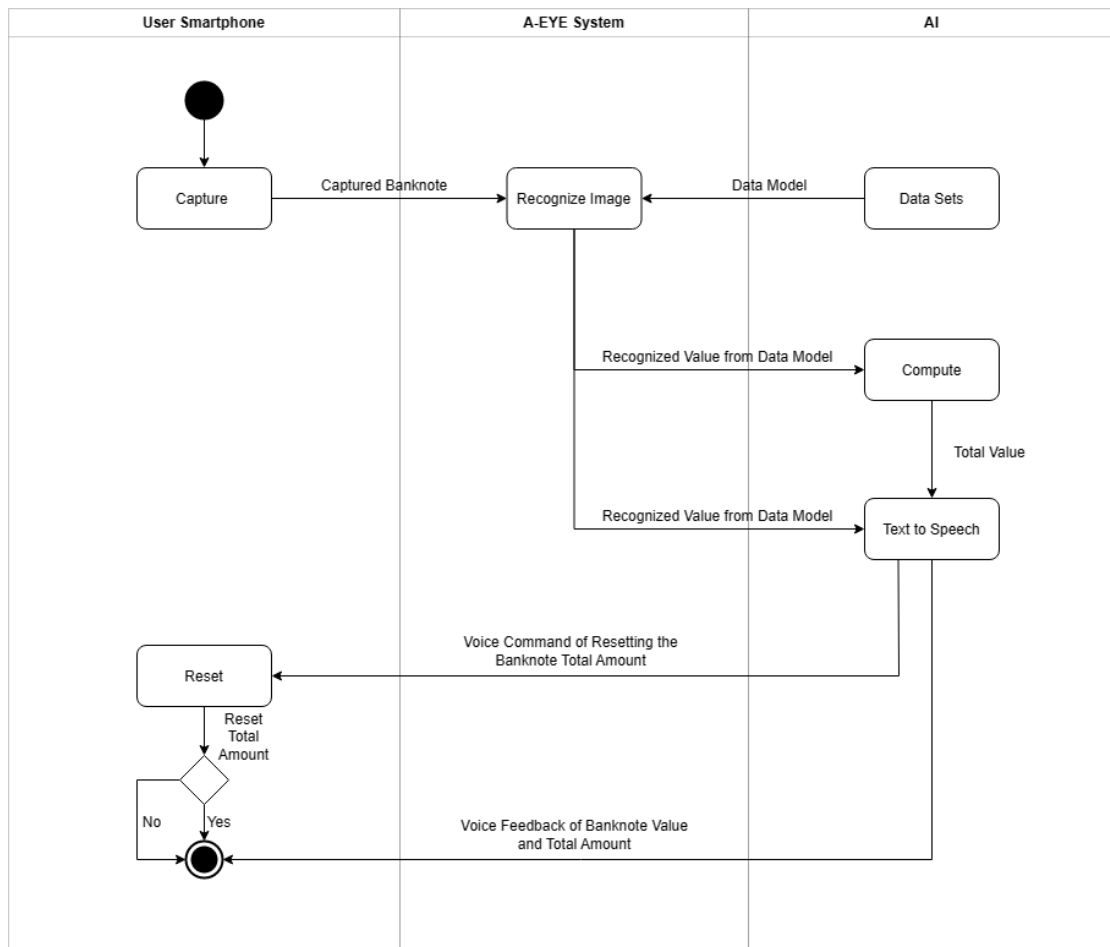 User Smartphone
A-EYE System
AI
Capture
Captured Banknote
Recognize Image
Data Model
Data Sets
Recognized Value from Data Model
Compute
Total Value
Recognized Value from Data Model
Text to Speech
Voice Command of Resetting the
Banknote Total Amount
Reset
Reset
Total
Amount
No
Yes
Voice Feedback of Banknote Value
and Total Amount